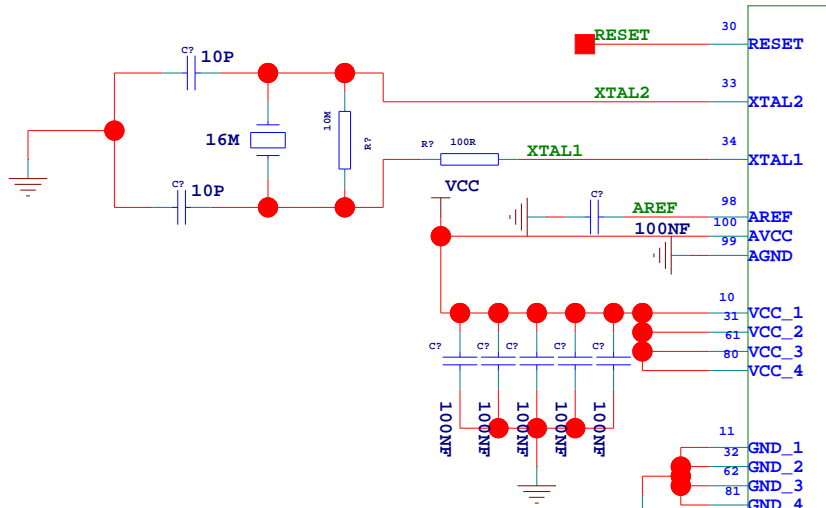 30
RESET
RESET
C?
10P
33
XTAL2
XTAL2
10M
16M
R?
R?
100R
34
XTAL1
XTAL1
C?
10P
VCC
C?
98
AREF
AREF
100NF
100
AVCC
99
AGND
10
VCC_1
31
VCC_2
61
VCC_3
80
VCC_4
C?
C?
C?
C?
C?
100NF
100NF
100NF
100NF
100NF
11
GND_1
32
GND_2
62
GND_3
81
GND_4